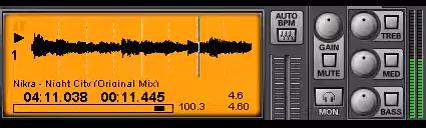 AUTO
BPM
1
GAIN
MUTE
MON
TREB
MED
BASS
Nikra - Night City (Original Mix)
04:11.038 00:11.445
4.6
100.3
4.60